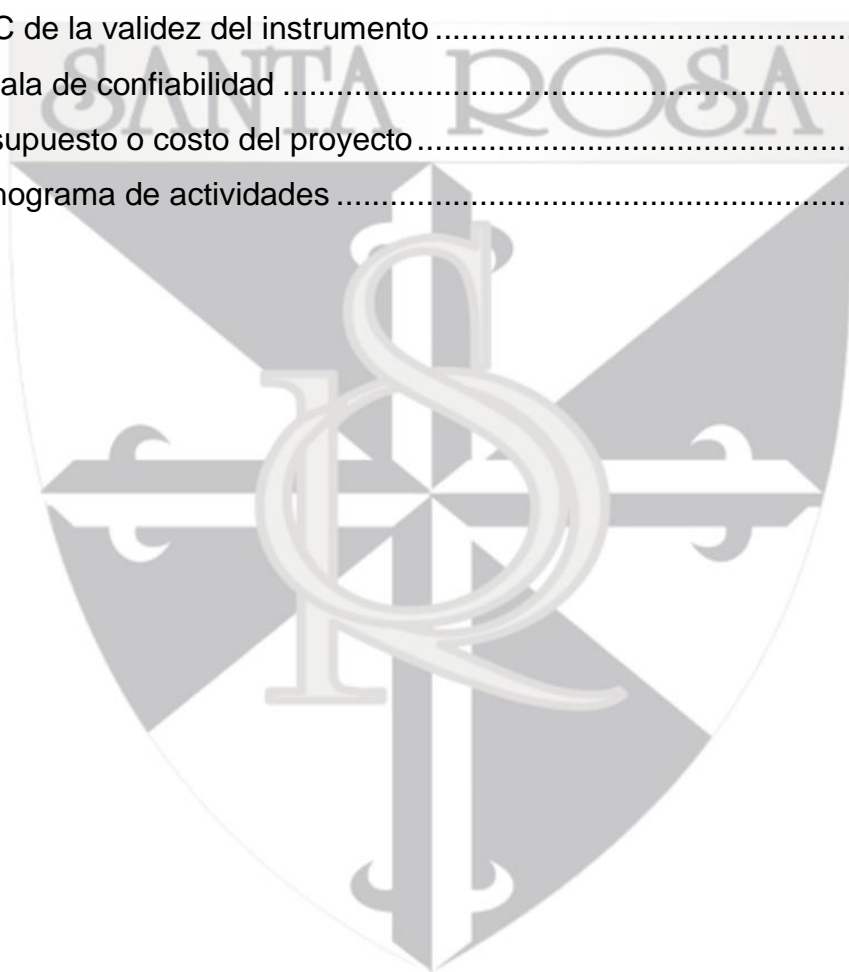 C de la validez del instrumento ................................................
SANTA ROSA
ala de confiabilidad .................................................................
supuesto o costo del proyecto ..................................................
nograma de actividades ...........................................................